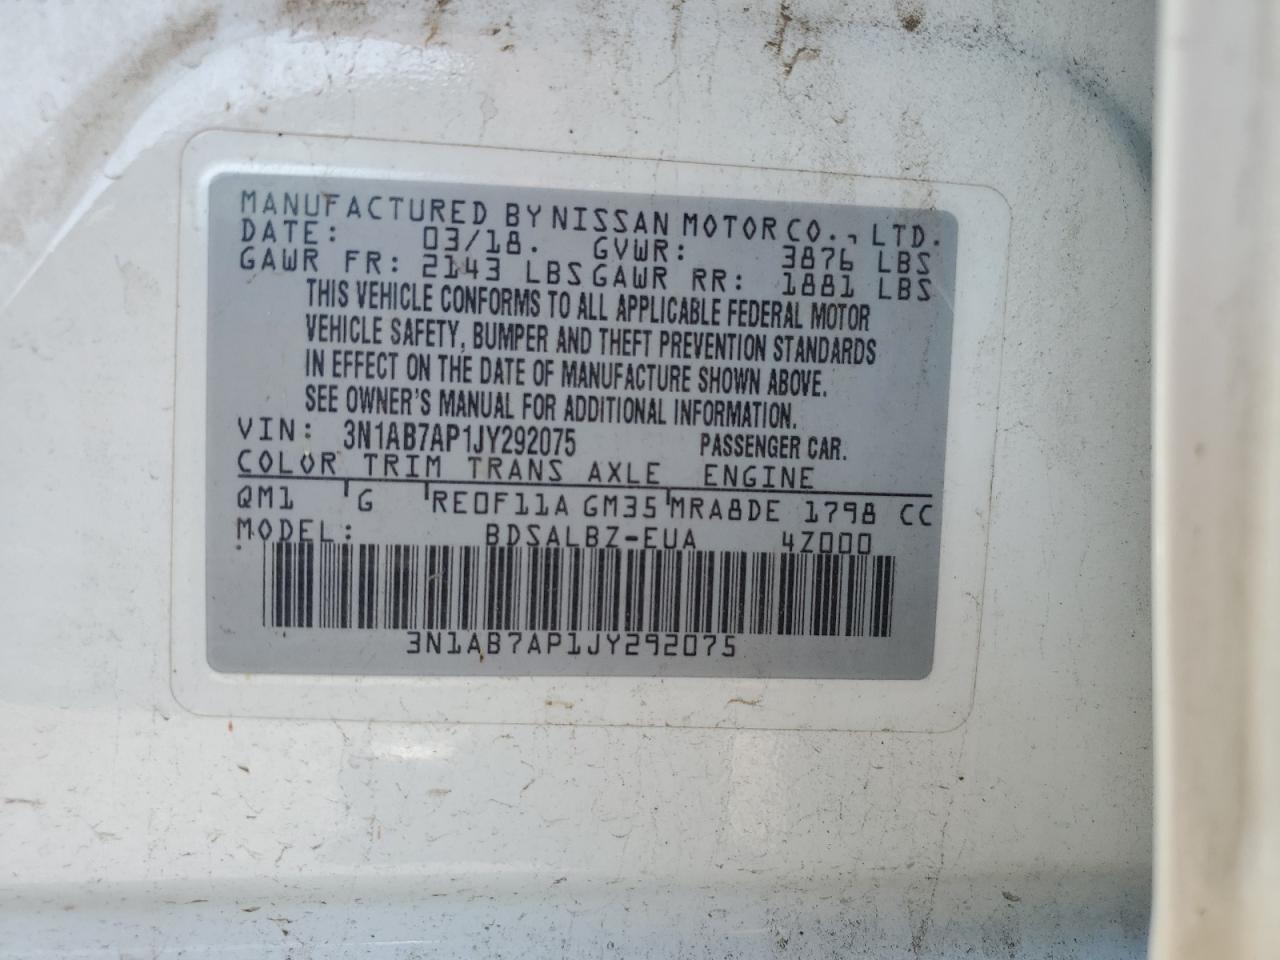 MANUFACTURED BY NISSAN MOTOR CO., LTD.
DATE: 03/18. GVWR: 3876 LBS
GAWR FR: 2143 LBS GAWR RR: 1881 LBS
THIS VEHICLE CONFORMS TO ALL APPLICABLE FEDERAL MOTOR
VEHICLE SAFETY, BUMPER AND THEFT PREVENTION STANDARDS
IN EFFECT ON THE DATE OF MANUFACTURE SHOWN ABOVE.
SEE OWNER'S MANUAL FOR ADDITIONAL INFORMATION.
VIN: 3N1AB7AP1JY292075 PASSENGER CAR.
COLOR TRIM TRANS AXLE ENGINE
QM1 G RE0F11A GM35 MRA8DE 1798 CC
MODEL: BDSALBZ-EUA 4Z000
3N1AB7AP1JY292075